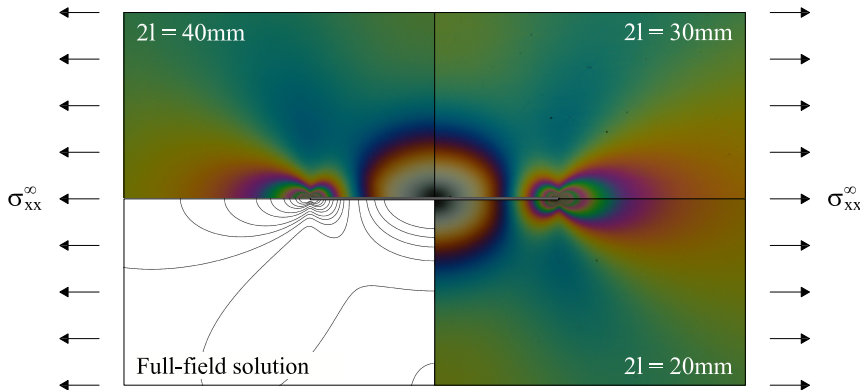 2l = 40mm
2l = 30mm
σ∞xx
σ∞xx
Full-field solution
2l = 20mm